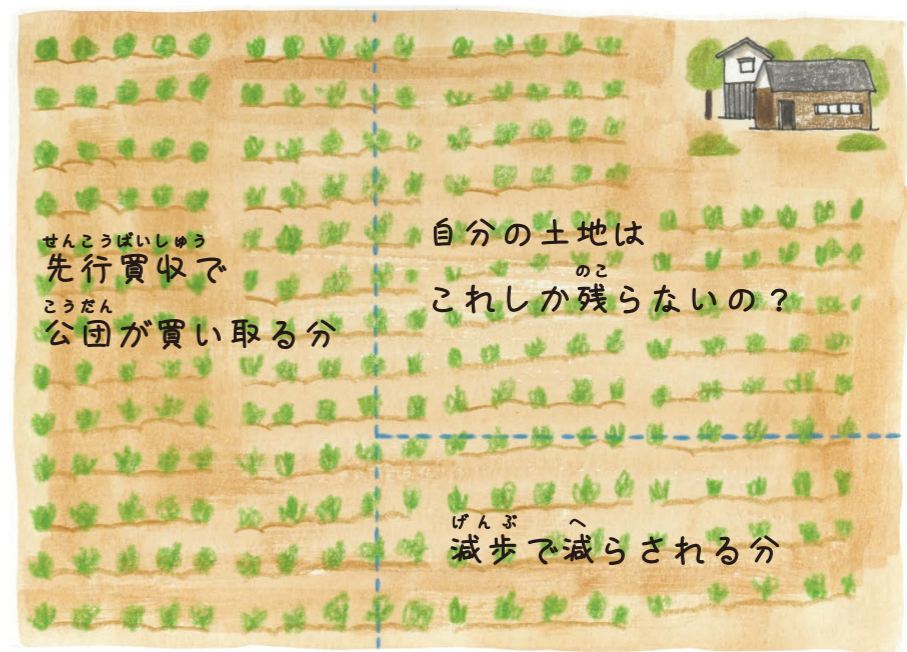 せんこうばいしゅう
先行買収で
こうだん
公団が買い取る分
自分の土地は
のこ
これしか残らないの？
げんぶ へ
減歩で減らされる分